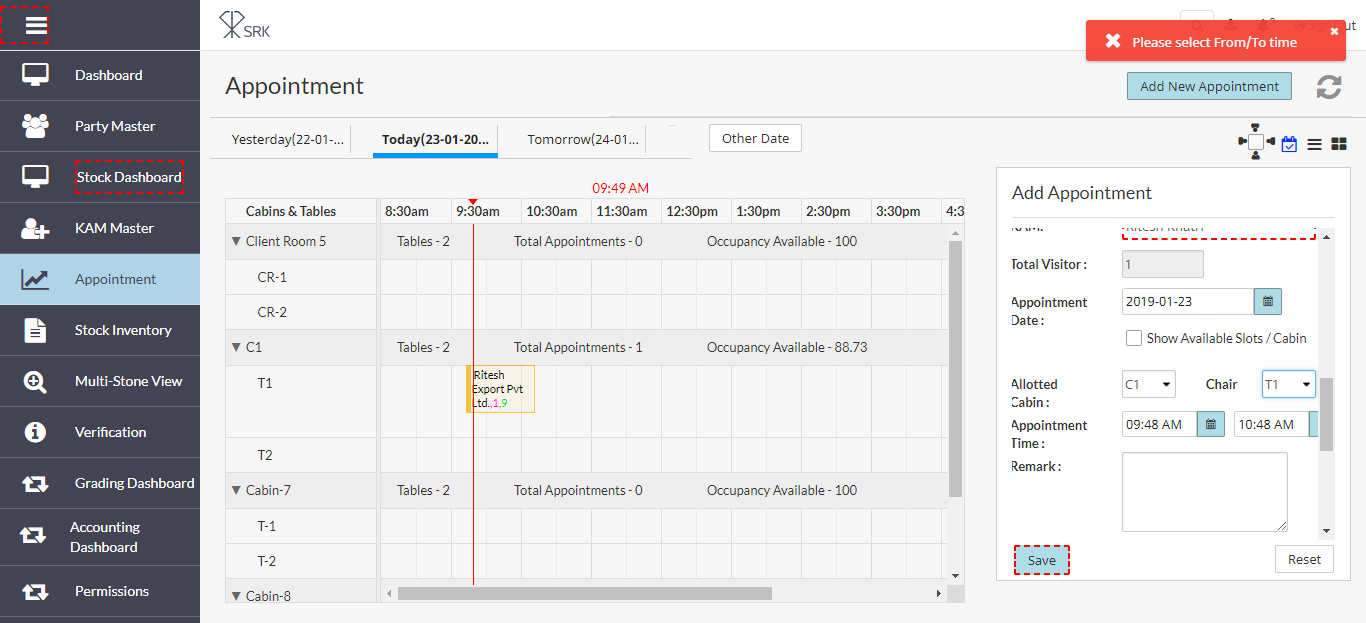 SRK
Please select From/To time
Dashboard
Party Master
Stock Dashboard
KAM Master
Appointment
Stock Inventory
Multi-Stone View
Verification
Grading Dashboard
Accounting
Dashboard
Permissions
Appointment
Add New Appointment
Yesterday(22-01-...
Today(23-01-20...
Tomorrow(24-01...
Other Date
09:49 AM
Cabins & Tables
8:30am 9:30am 10:30am 11:30am 12:30pm 1:30pm 2:30pm 3:30pm 4:3
Client Room 5 Tables - 2 Total Appointments - 0 Occupancy Available - 100
CR-1
CR-2
C1 Tables - 2 Total Appointments - 1 Occupancy Available - 88.73
T1
Ritesh
Export Pvt
Ltd.,1,9
T2
Cabin-7 Tables - 2 Total Appointments - 0 Occupancy Available - 100
T-1
T-2
Cabin-8
Add Appointment
Total Visitor : 1
Appointment
Date :
2019-01-23
Show Available Slots / Cabin
Allotted
Cabin :
C1 Chair T1
Appointment
Time :
09:48 AM 10:48 AM
Remark :
Save Reset